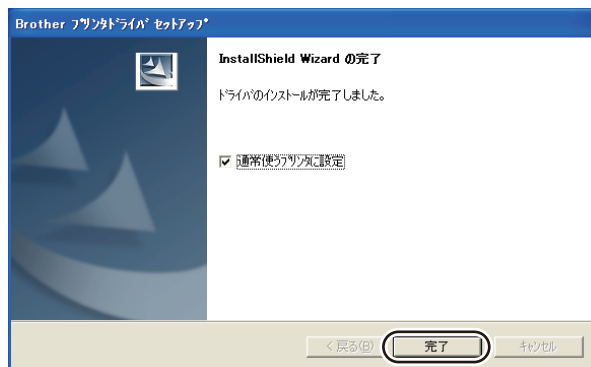 Brother ﾌﾟﾘﾝﾀﾄﾞﾗｲﾊﾞ ｾｯﾄｱｯﾌﾟ
InstallShield Wizard の完了
ﾄﾞﾗｲﾊﾞのｲﾝｽﾄｰﾙが完了しました。
通常使うﾌﾟﾘﾝﾀに設定
< 戻る(B) 完了 ｷｬﾝｾﾙ